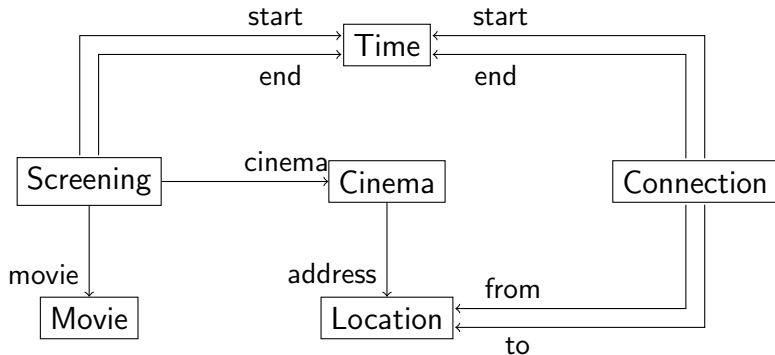 start
start
Time
end
end
Screening
cinema
Cinema
Connection
movie
address
from
Movie
Location
to